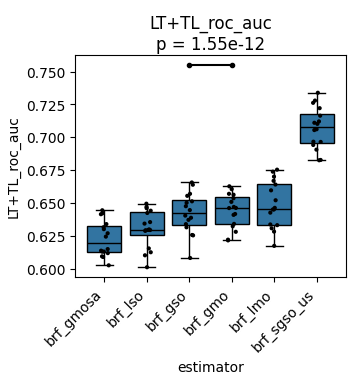 LT+TL_roc_auc
p = 1.55e-12
LT+TL_roc_auc
0.750
0.725
0.700
0.675
0.650
0.625
0.600
brf_gmosa
brf_lso
brf_gso
brf_gmo
brf_lmo
brf_sgso_us
estimator